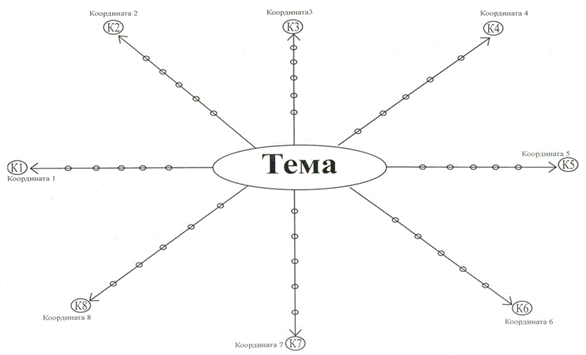 Координата 2
К2
Координата3
К3
Координата 4
К4
Тема
К1
Координата 1
Координата 5
К5
К8
Координата 8
Координата 7
К7
К6
Координата 6